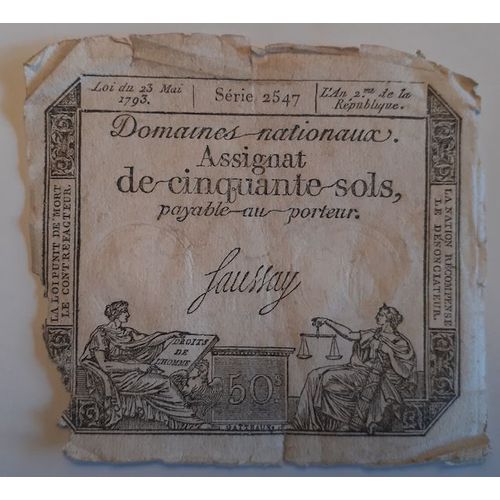 Loi du 23 Mai
1793.
Série 2547
L'An 2.me de la
République.
Domaines nationaux.
Assignat
de cinquante sols,
payable au porteur.
LA LOI PUNIT DE MORT
LE CONTREFACTEUR.
LA NATION RÉCOMPENSE
LE DÉNONCIATEUR.
Saussay
DROITS
DE
L'HOMME
50.s
GATTEAUX